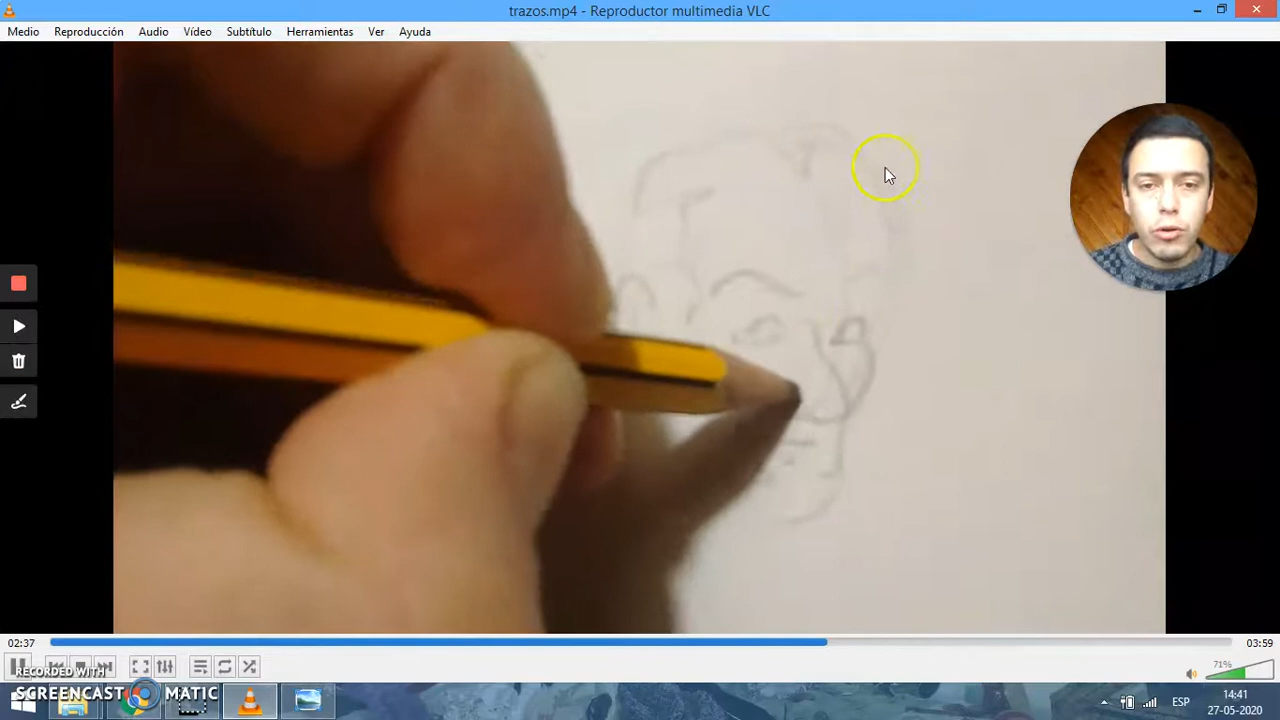 trazos.mp4 - Reproductor multimedia VLC
Medio Reproducción Audio Vídeo Subtítulo Herramientas Ver Ayuda
02:37
03:59
71%
RECORDED WITH
SCREENCAST MATIC
ESP
14:41
27-05-2020